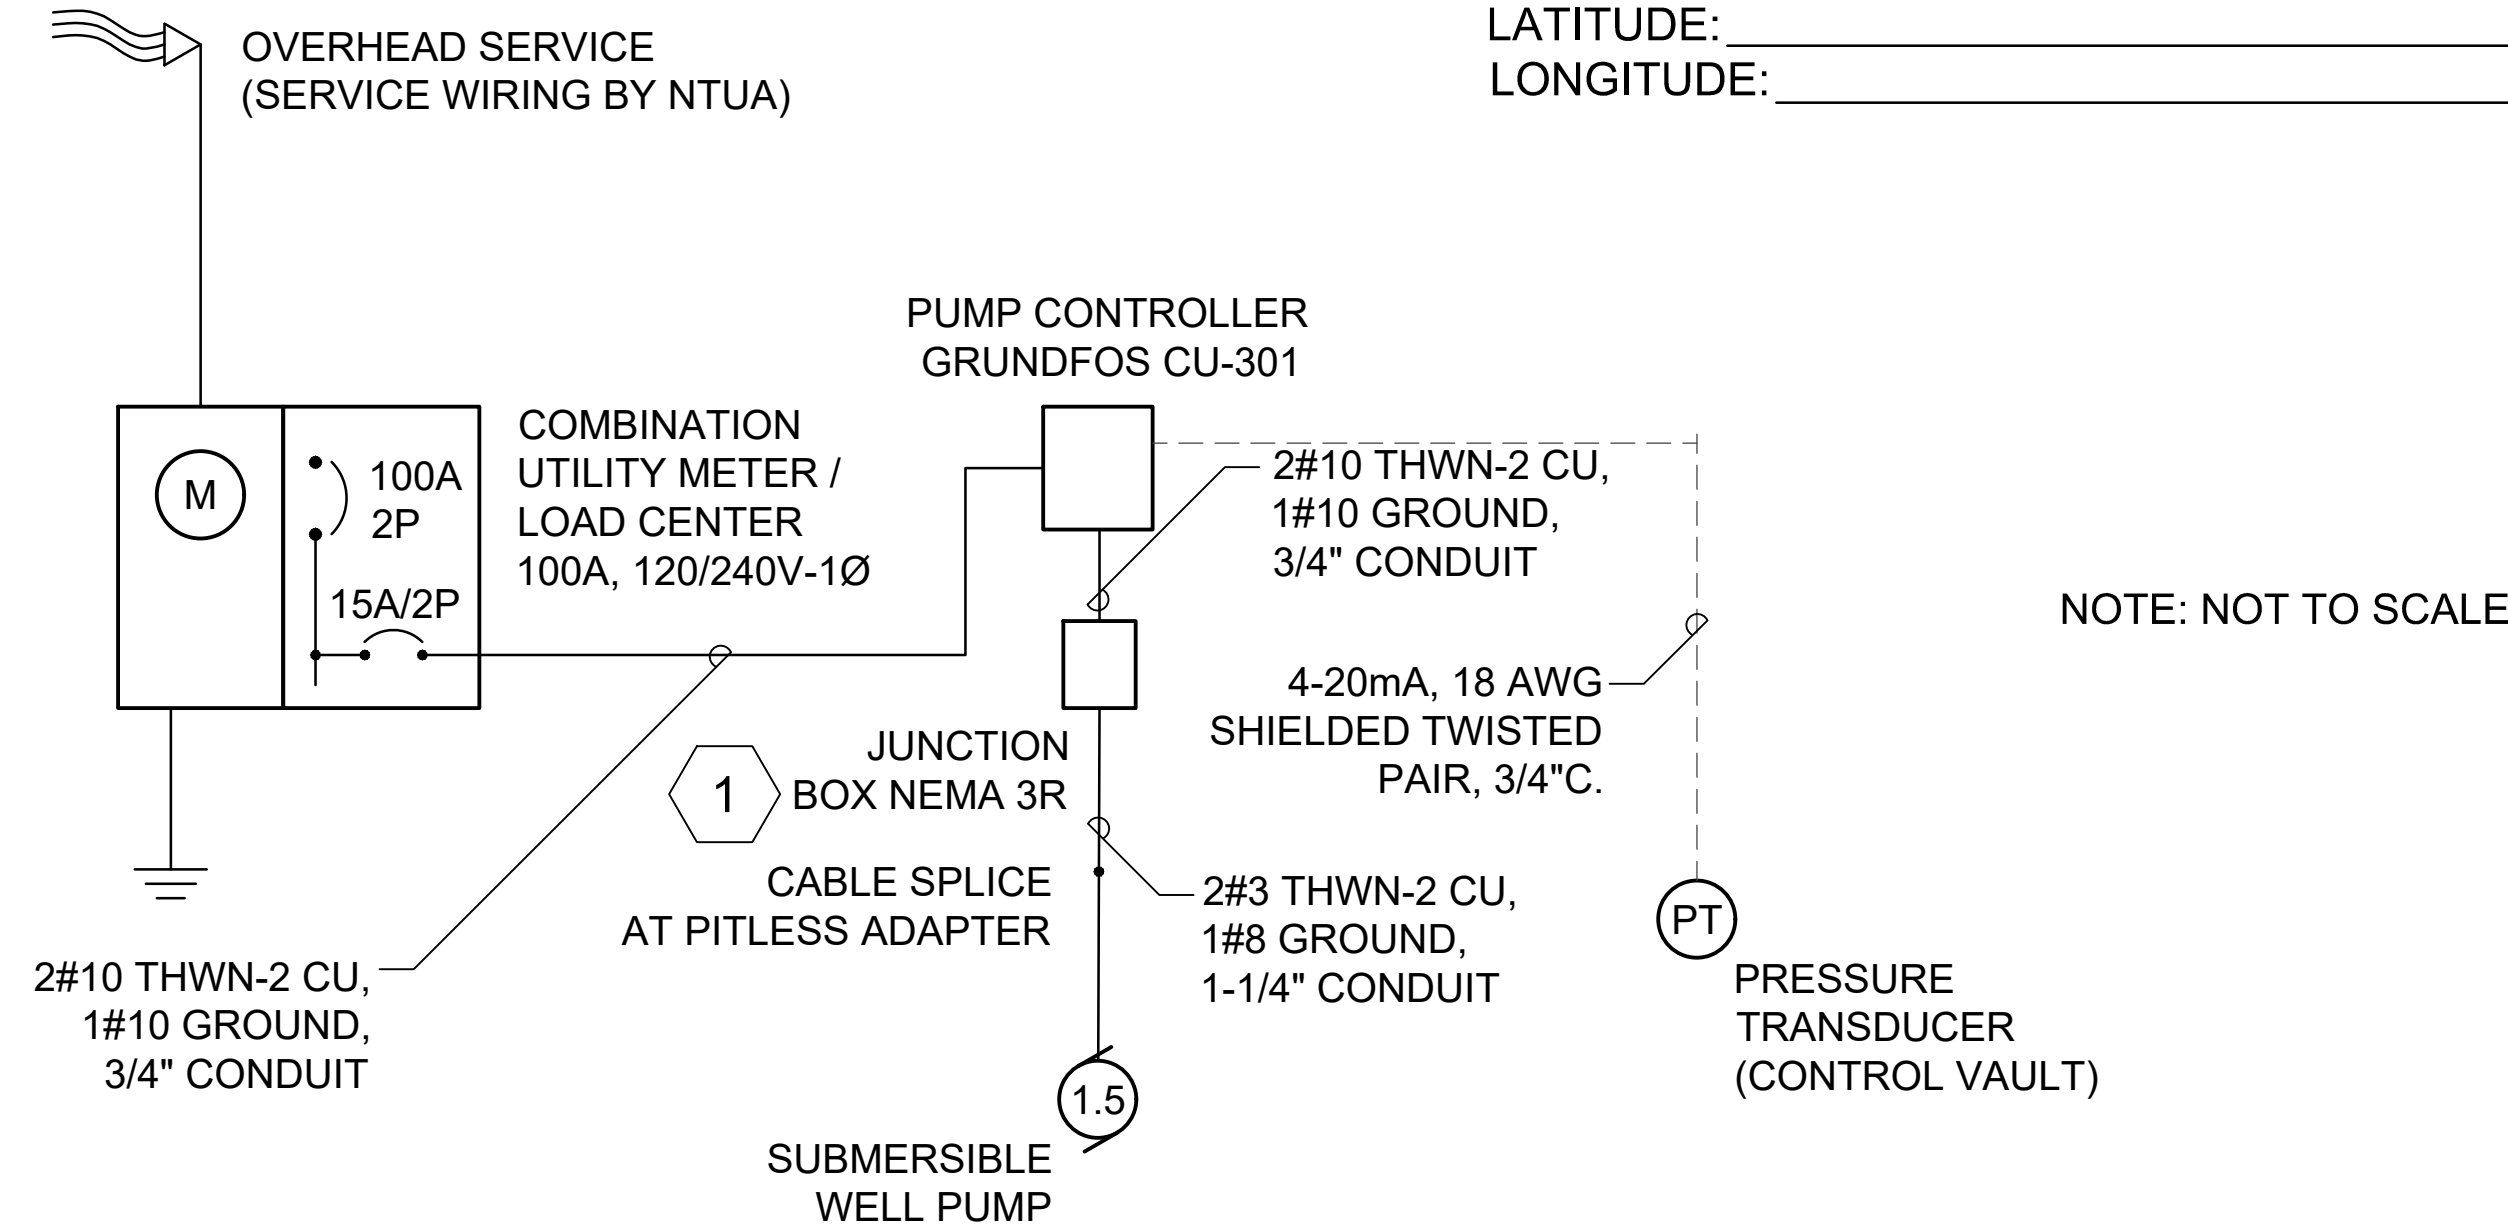 OVERHEAD SERVICE
(SERVICE WIRING BY NTUA)
LATITUDE:
LONGITUDE:
PUMP CONTROLLER
GRUNDFOS CU-301
M
100A
2P
15A/2P
COMBINATION
UTILITY METER /
LOAD CENTER
100A, 120/240V-1Ø
2#10 THWN-2 CU,
1#10 GROUND,
3/4" CONDUIT
NOTE: NOT TO SCALE
4-20mA, 18 AWG
SHIELDED TWISTED
PAIR, 3/4"C.
1
JUNCTION
BOX NEMA 3R
CABLE SPLICE
AT PITLESS ADAPTER
2#3 THWN-2 CU,
1#8 GROUND,
1-1/4" CONDUIT
PT
PRESSURE
TRANSDUCER
(CONTROL VAULT)
2#10 THWN-2 CU,
1#10 GROUND,
3/4" CONDUIT
1.5
SUBMERSIBLE
WELL PUMP